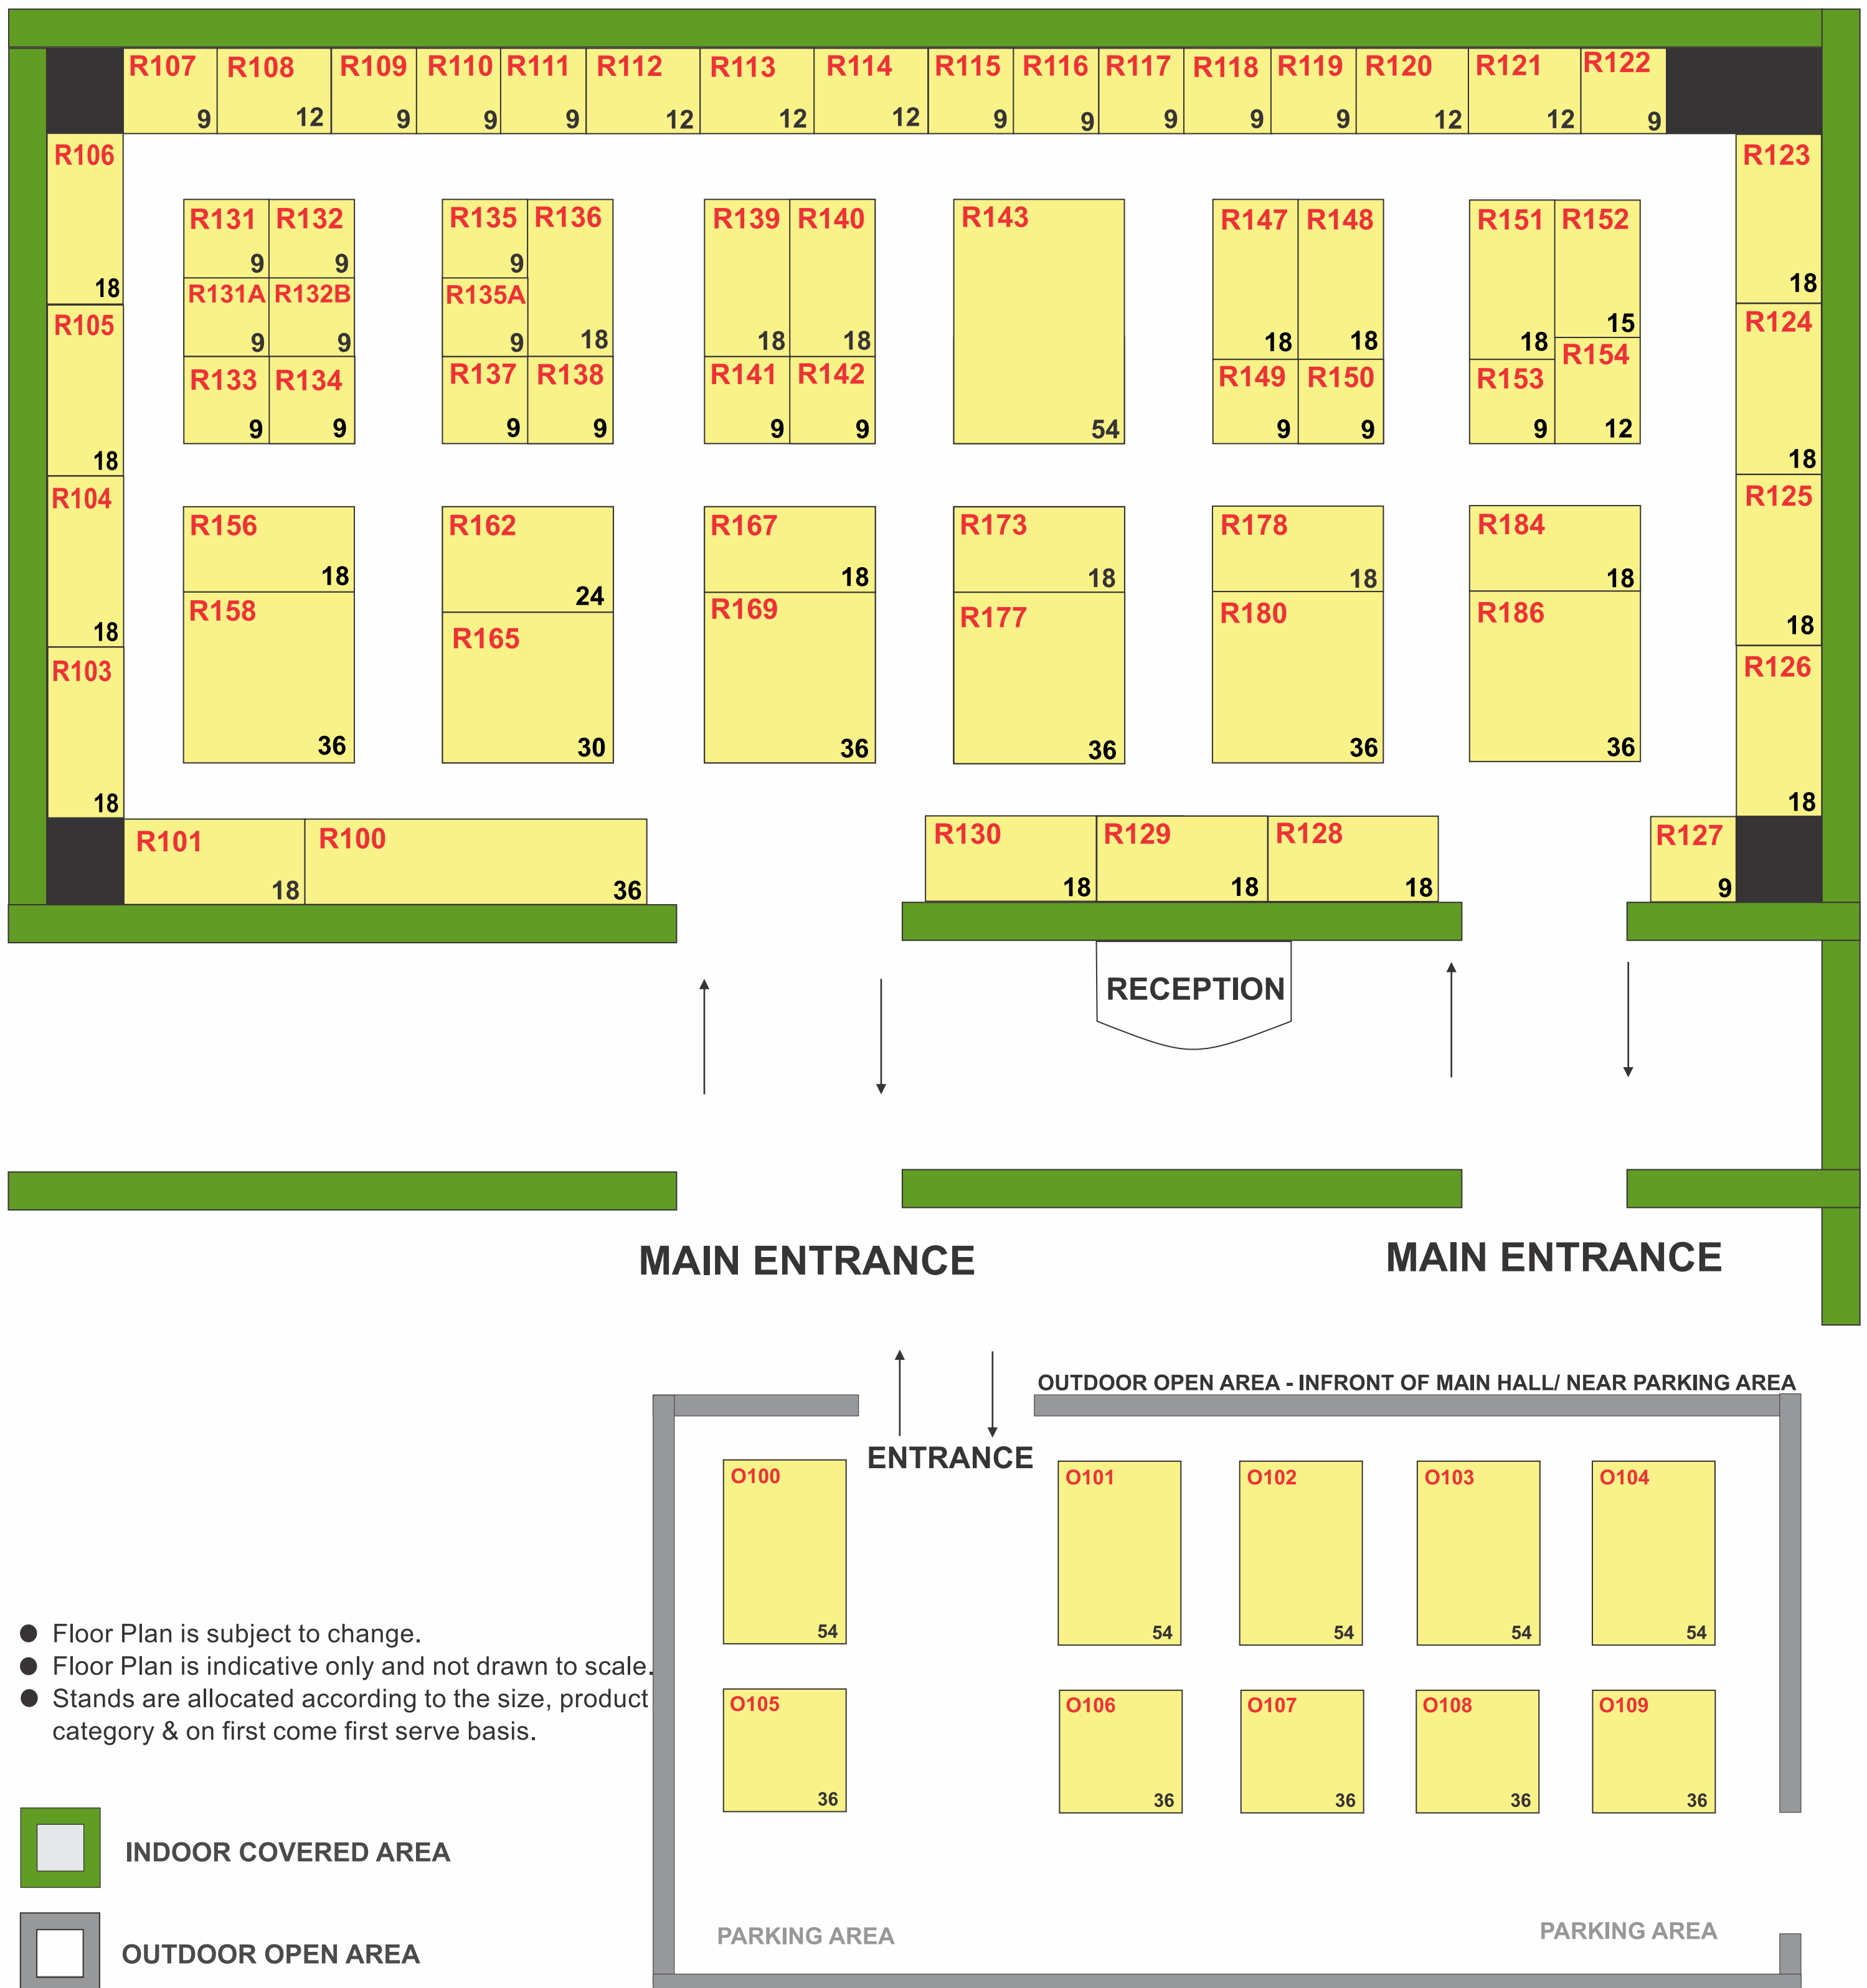 R107 R108 R109 R110 R111 R112 R113 R114 R115 R116 R117 R118 R119 R120 R121 R122
9 12 9 9 9 12 12 12 9 9 9 9 9 12 12 9
R106 R123
18 18
R105 R124
18 18
R104 R125
18 18
R103 R126
18 18
R131 R132 R135 R136 R139 R140 R143 R147 R148 R151 R152
9 9 9
R131A R132B R135A
9 9 9 18 18 18 18 18 18 15
R133 R134 R137 R138 R141 R142 R149 R150 R153 R154
9 9 9 9 9 9 54 9 9 9 12
R156 R162 R167 R173 R178 R184
18 24 18 18 18 18
R158 R165 R169 R177 R180 R186
36 30 36 36 36 36
R101 R100 R130 R129 R128 R127
18 36 18 18 18 9
RECEPTION
MAIN ENTRANCE MAIN ENTRANCE
OUTDOOR OPEN AREA - INFRONT OF MAIN HALL/ NEAR PARKING AREA
ENTRANCE
O100 O101 O102 O103 O104
54 54 54 54 54
O105 O106 O107 O108 O109
36 36 36 36 36
PARKING AREA PARKING AREA
● Floor Plan is subject to change.
● Floor Plan is indicative only and not drawn to scale.
● Stands are allocated according to the size, product
category & on first come first serve basis.
INDOOR COVERED AREA
OUTDOOR OPEN AREA